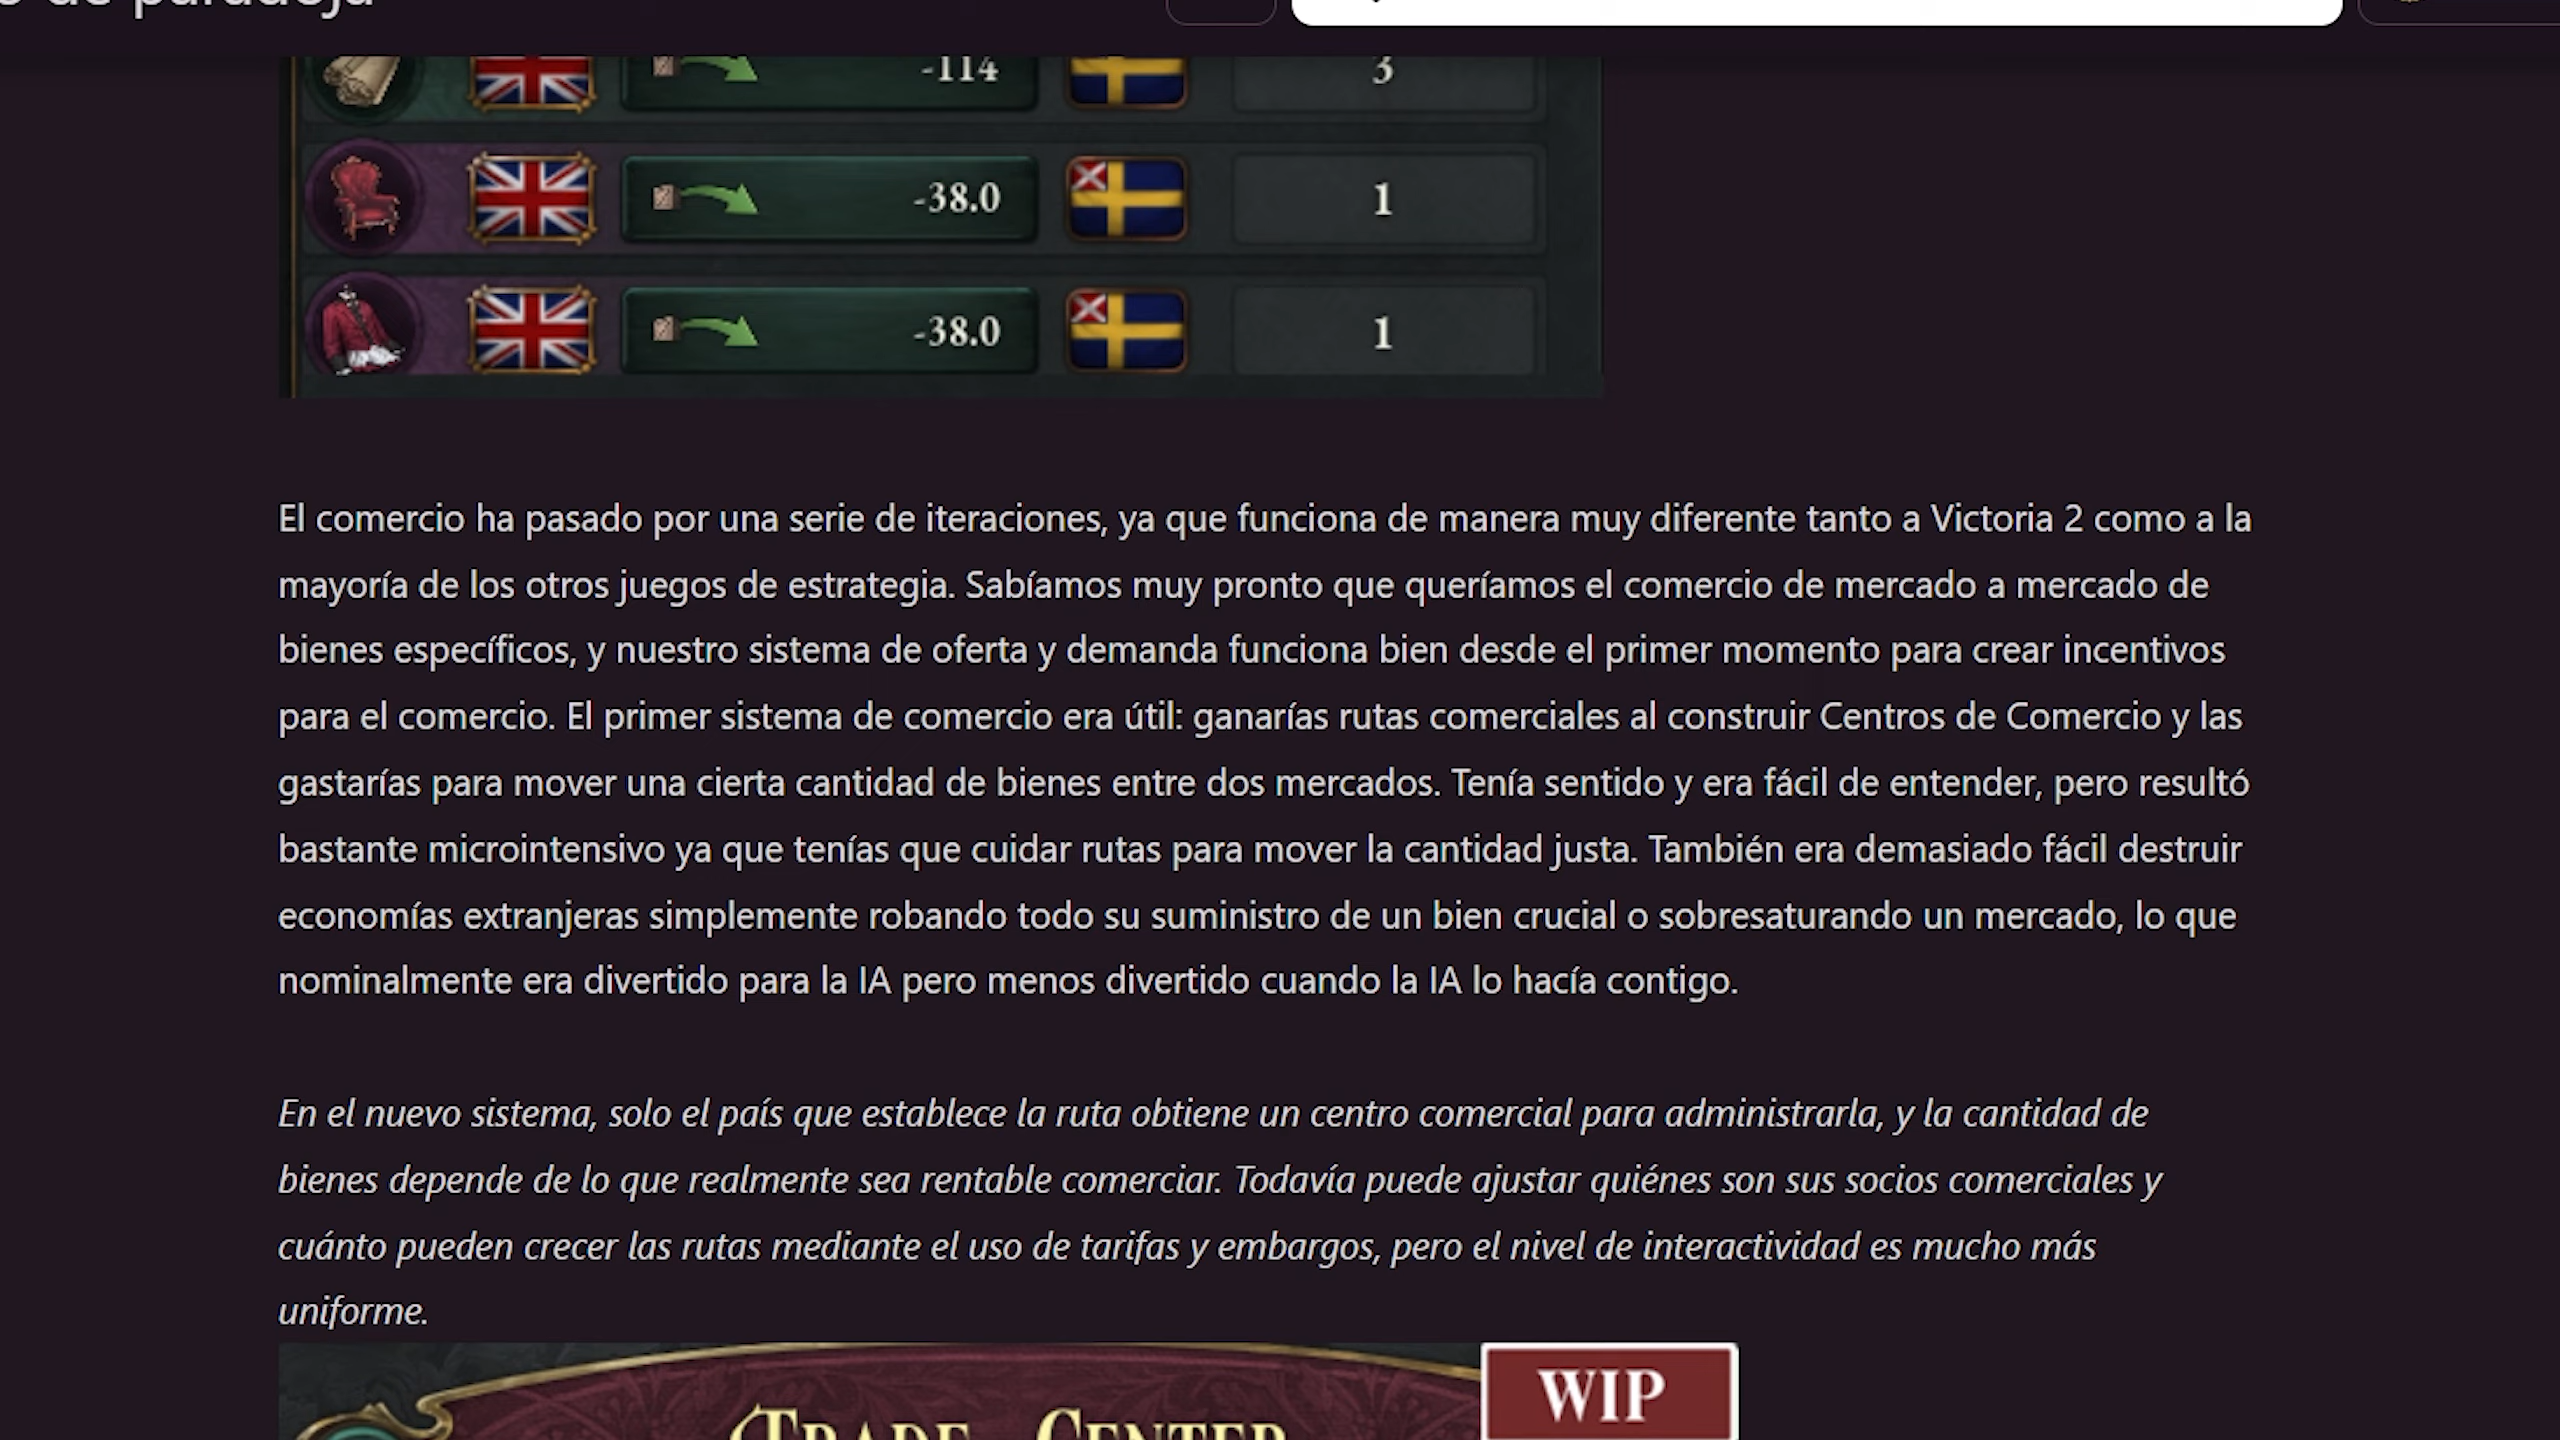 de paradoja
-114 3
-38.0 1
-38.0 1
El comercio ha pasado por una serie de iteraciones, ya que funciona de manera muy diferente tanto a Victoria 2 como a la
mayoría de los otros juegos de estrategia. Sabíamos muy pronto que queríamos el comercio de mercado a mercado de
bienes específicos, y nuestro sistema de oferta y demanda funciona bien desde el primer momento para crear incentivos
para el comercio. El primer sistema de comercio era útil: ganarías rutas comerciales al construir Centros de Comercio y las
gastarías para mover una cierta cantidad de bienes entre dos mercados. Tenía sentido y era fácil de entender, pero resultó
bastante microintensivo ya que tenías que cuidar rutas para mover la cantidad justa. También era demasiado fácil destruir
economías extranjeras simplemente robando todo su suministro de un bien crucial o sobresaturando un mercado, lo que
nominalmente era divertido para la IA pero menos divertido cuando la IA lo hacía contigo.
En el nuevo sistema, solo el país que establece la ruta obtiene un centro comercial para administrarla, y la cantidad de
bienes depende de lo que realmente sea rentable comerciar. Todavía puede ajustar quiénes son sus socios comerciales y
cuánto pueden crecer las rutas mediante el uso de tarifas y embargos, pero el nivel de interactividad es mucho más
uniforme.
WIP
TRADE CENTER